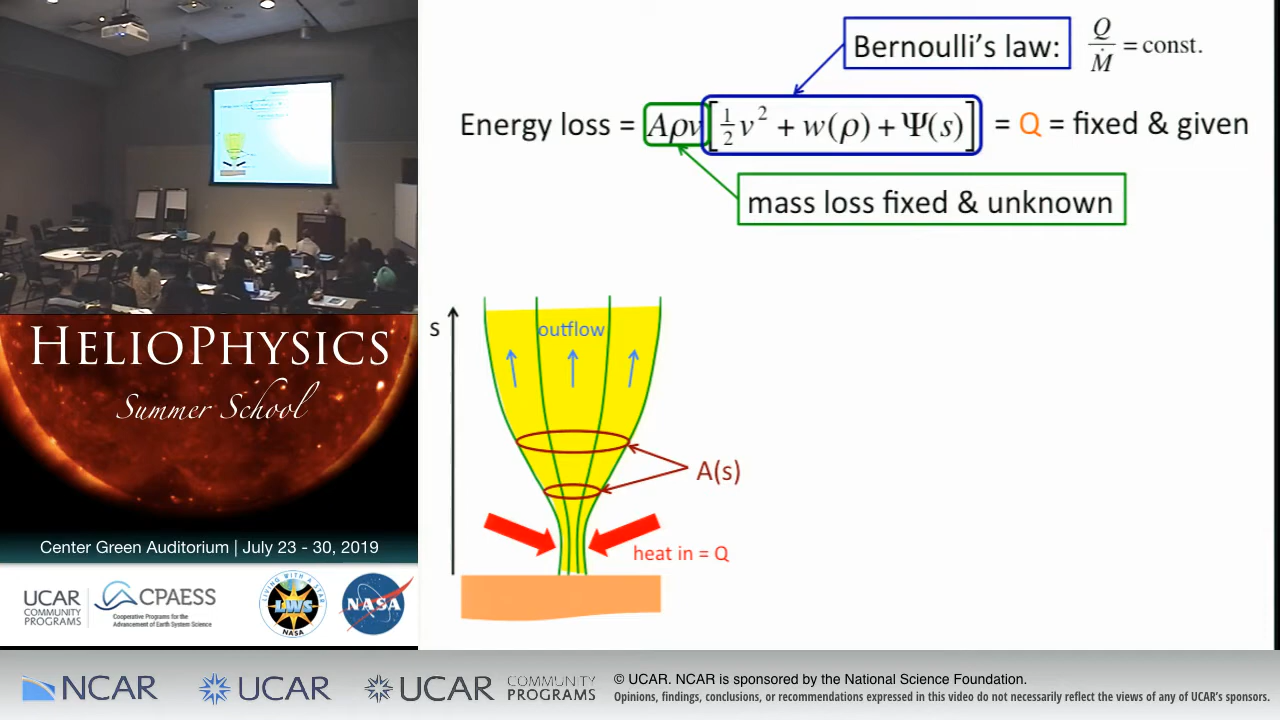 Bernoulli's law: Q/Ṁ = const.
Energy loss = Aρv[½v² + w(ρ) + Ψ(s)] = Q = fixed & given
mass loss fixed & unknown
s
outflow
A(s)
heat in = Q
HELIOPHYSICS
Summer School
Center Green Auditorium | July 23 - 30, 2019
UCAR
COMMUNITY
PROGRAMS
CPAESS
Cooperative Programs for the
Advancement of Earth System Science
LIVING WITH A STAR
LWS
NASA
NASA
NCAR
UCAR
UCAR COMMUNITY
PROGRAMS
© UCAR. NCAR is sponsored by the National Science Foundation.
Opinions, findings, conclusions, or recommendations expressed in this video do not necessarily reflect the views of any of UCAR's sponsors.